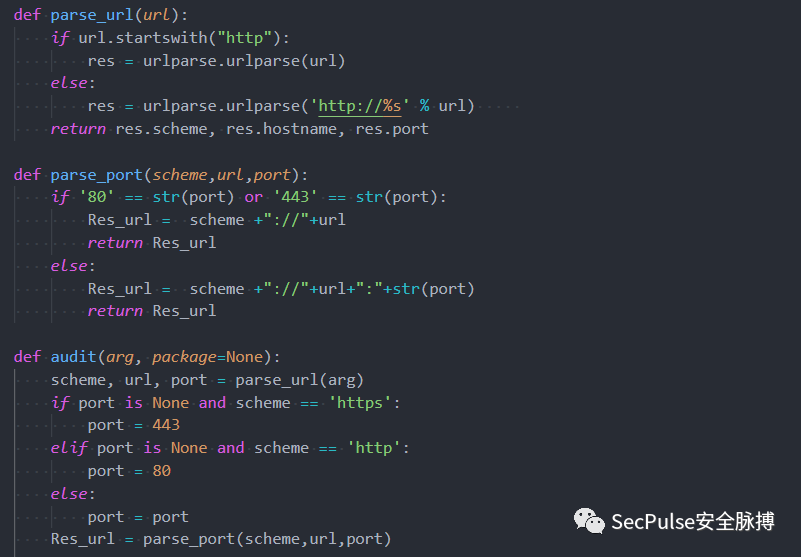 def parse_url(url):
    if url.startswith("http"):
        res = urlparse.urlparse(url)
    else:
        res = urlparse.urlparse('http://%s' % url)
    return res.scheme, res.hostname, res.port
def parse_port(scheme,url,port):
    if '80' == str(port) or '443' == str(port):
        Res_url =  scheme +"://"+url
        return Res_url
    else:
        Res_url =  scheme +"://"+url+":"+str(port)
        return Res_url
def audit(arg, package=None):
    scheme, url, port = parse_url(arg)
    if port is None and scheme == 'https':
        port = 443
    elif port is None and scheme == 'http':
        port = 80
    else:
        port = port
    Res_url = parse_port(scheme,url,port)
SecPulse安全脉搏